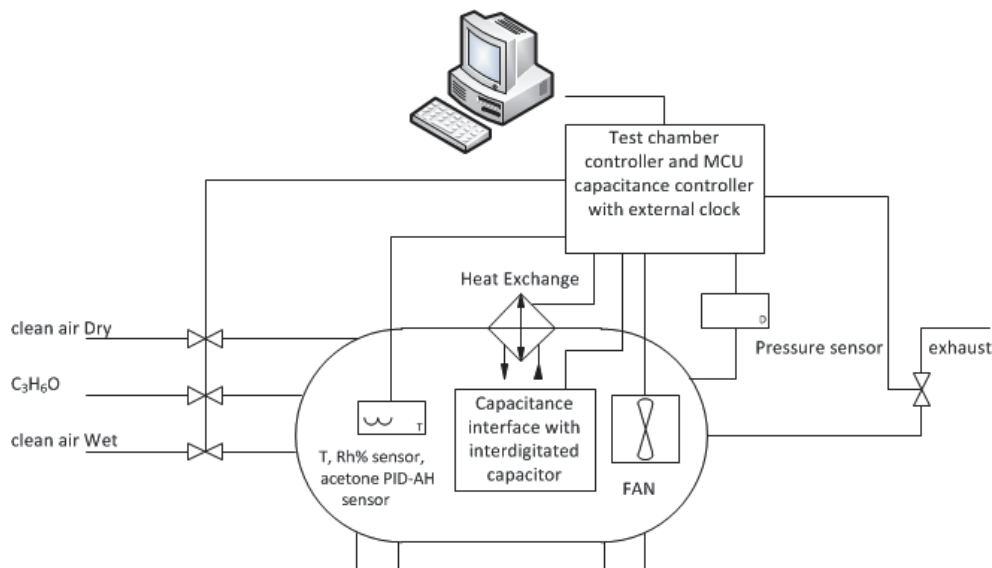 Test chamber
controller and MCU
capacitance controller
with external clock
Heat Exchange
clean air Dry
D
Pressure sensor
exhaust
C₃H₆O
Capacitance
interface with
interdigitated
capacitor
T
clean air Wet
T, Rh% sensor,
acetone PID-AH
sensor
FAN